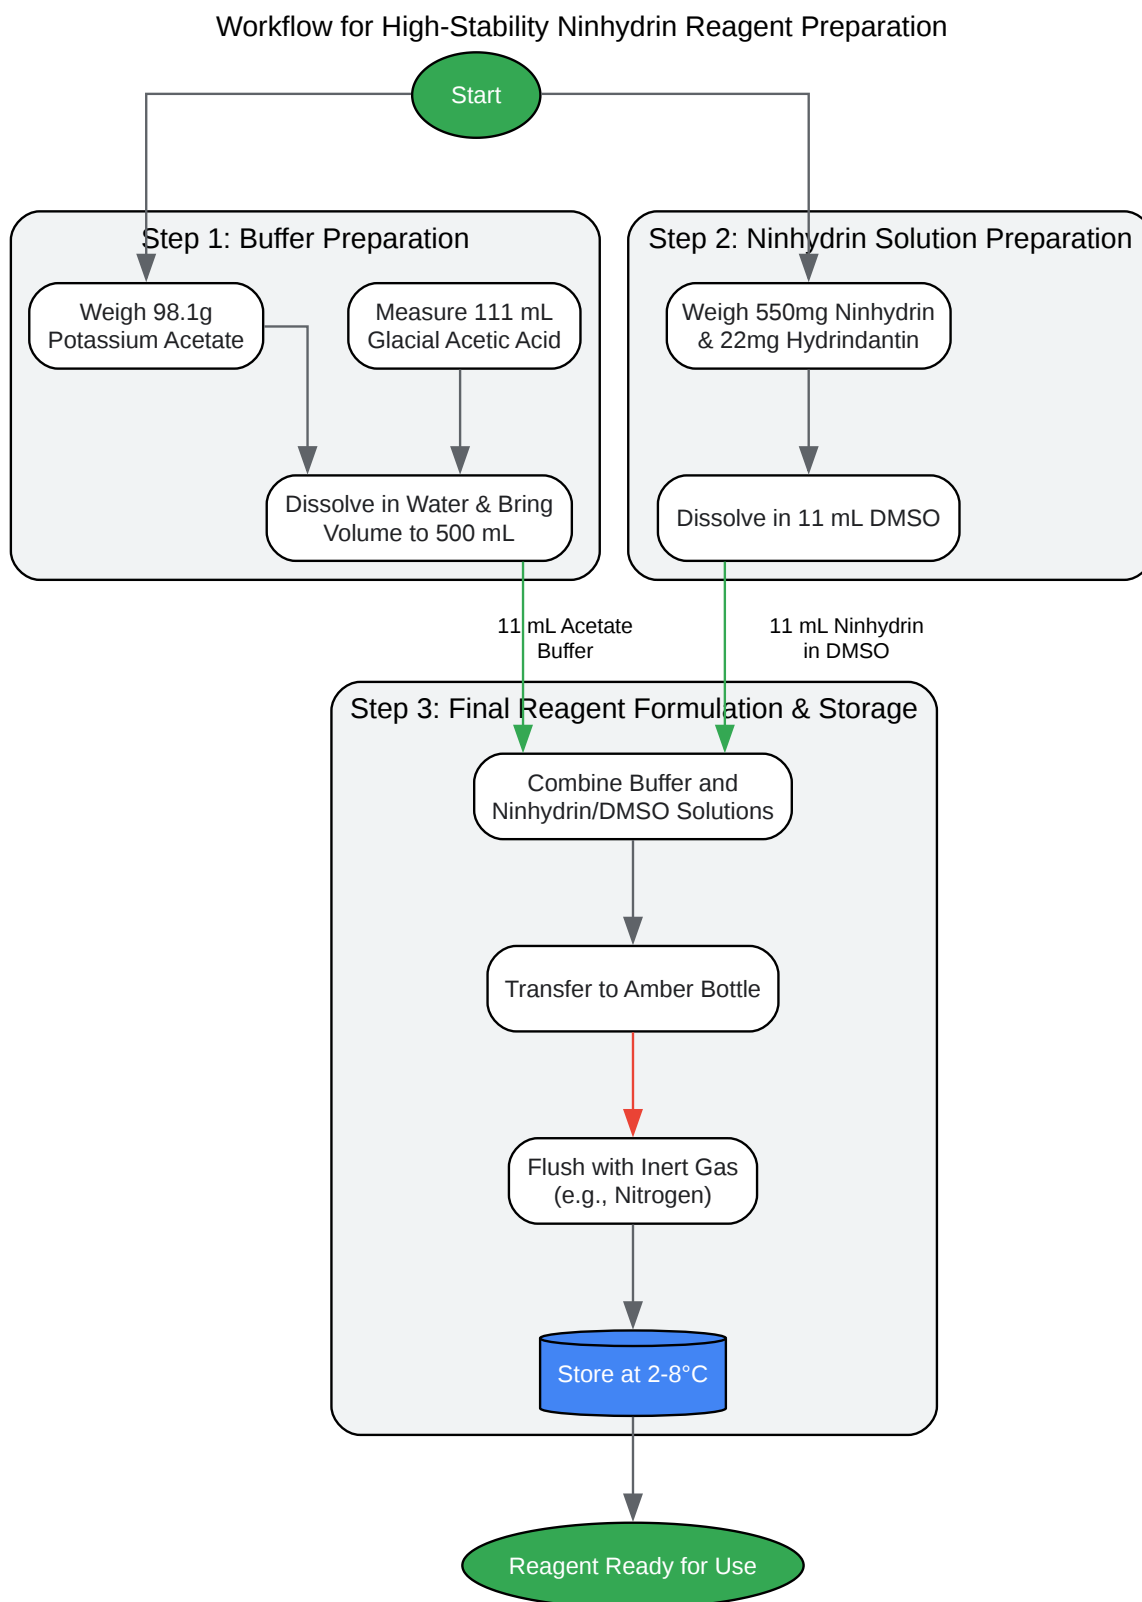 Workflow for High-Stability Ninhydrin Reagent Preparation
Start
Step 1: Buffer Preparation
Weigh 98.1g
Potassium Acetate
Measure 111 mL
Glacial Acetic Acid
Dissolve in Water & Bring
Volume to 500 mL
Step 2: Ninhydrin Solution Preparation
Weigh 550mg Ninhydrin
& 22mg Hydrindantin
Dissolve in 11 mL DMSO
11 mL Acetate
Buffer
11 mL Ninhydrin
in DMSO
Step 3: Final Reagent Formulation & Storage
Combine Buffer and
Ninhydrin/DMSO Solutions
Transfer to Amber Bottle
Flush with Inert Gas
(e.g., Nitrogen)
Store at 2-8°C
Reagent Ready for Use